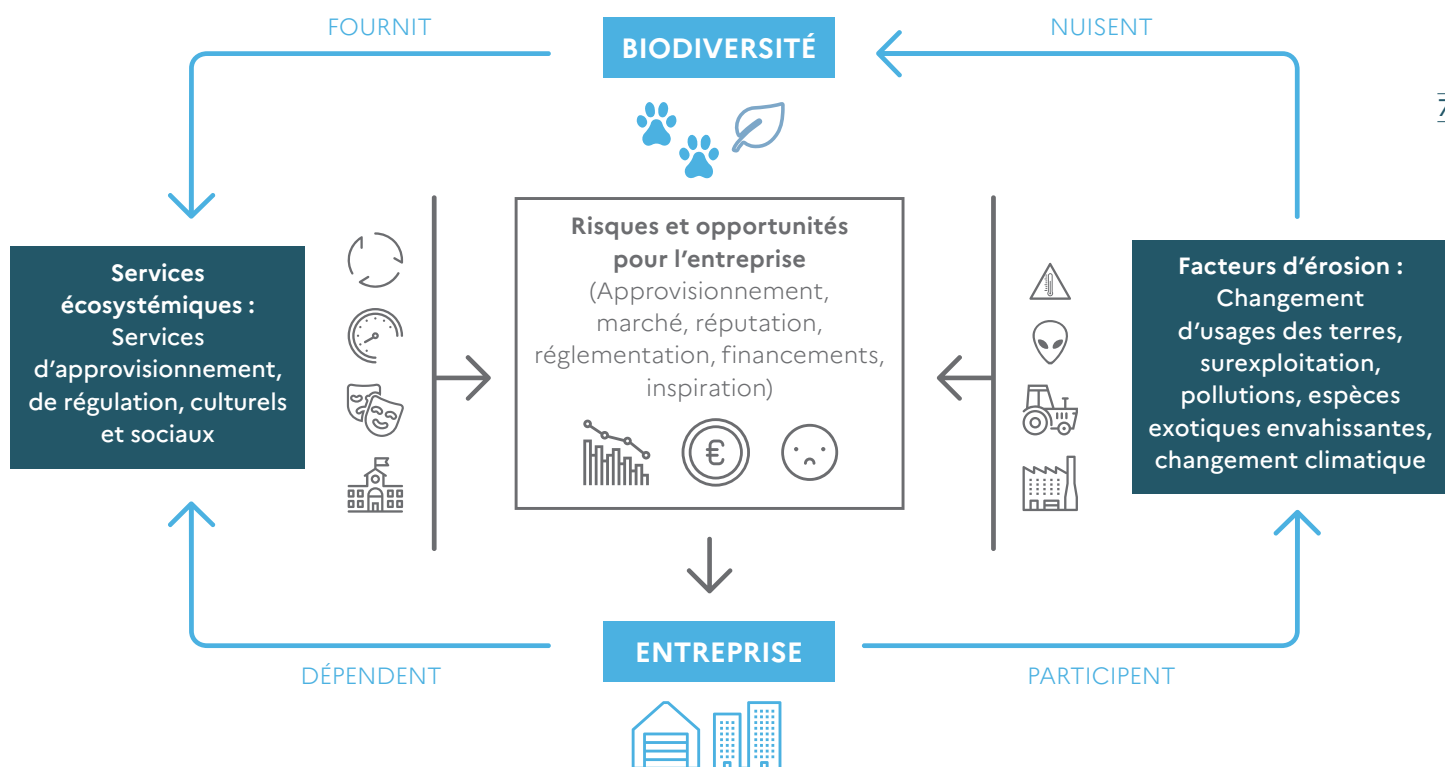 FOURNIT
BIODIVERSITÉ
NUISENT
7
Services
écosystémiques :
Services
d'approvisionnement,
de régulation, culturels
et sociaux
Risques et opportunités
pour l'entreprise
(Approvisionnement,
marché, réputation,
réglementation, financements,
inspiration)
€
Facteurs d'érosion :
Changement
d'usages des terres,
surexploitation,
pollutions, espèces
exotiques envahissantes,
changement climatique
DÉPENDENT
ENTREPRISE
PARTICIPENT